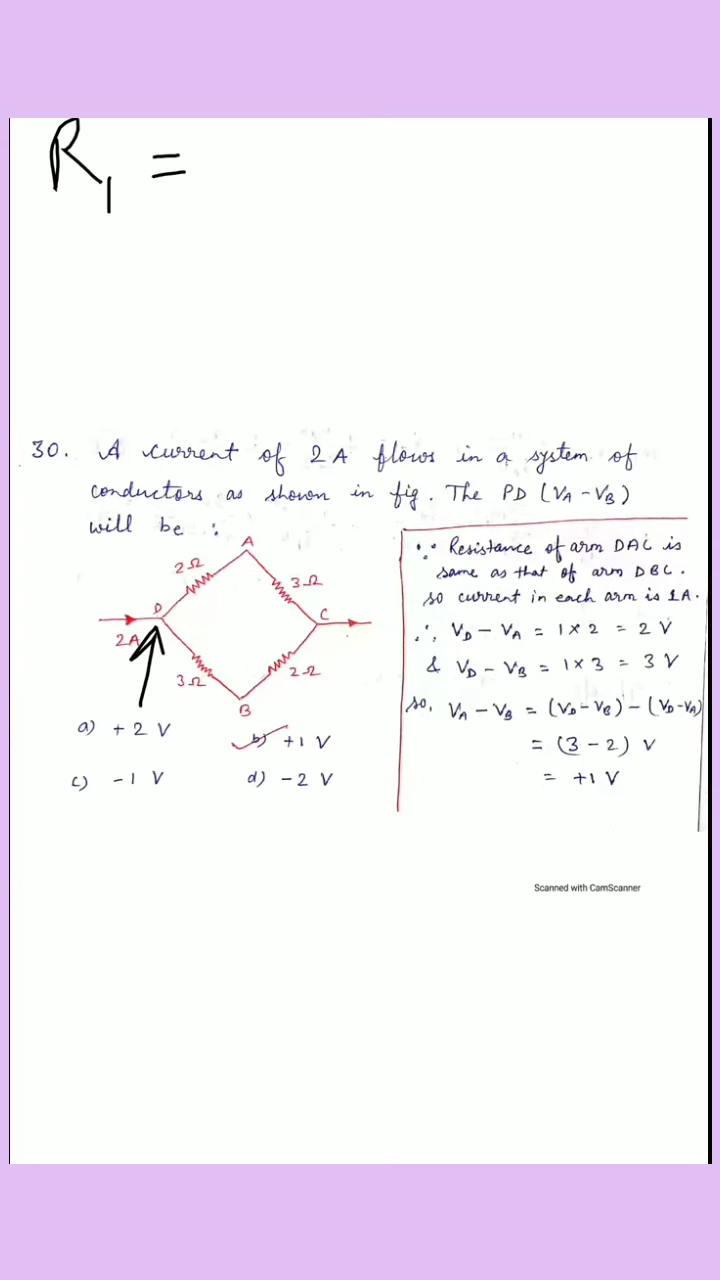 R1 =
30. A current of 2A flows in a system of
conductors as shown in fig. The PD (VA - VB)
will be :
A
2Ω
3Ω
D
C
2A
3Ω
2Ω
B
a) + 2 V
b) +1 V
c) - 1 V
d) - 2 V
∵ Resistance of arm DAC is
same as that of arm DBC.
so current in each arm is 1A.
∴, VD - VA = 1 × 2 = 2 V
& VD - VB = 1 × 3 = 3 V
so, VA - VB = (VD - VB) - (VD - VA)
= (3 - 2) V
= +1 V
Scanned with CamScanner